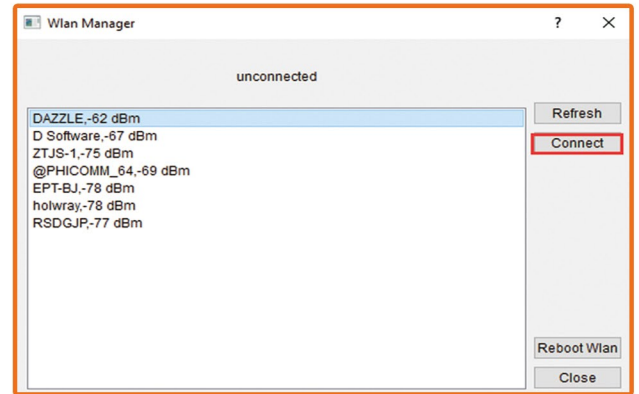 Wlan Manager ? ×
unconnected
DAZZLE,-62 dBm
D Software,-67 dBm
ZTJS-1,-75 dBm
@PHICOMM_64,-69 dBm
EPT-BJ,-78 dBm
holwray,-78 dBm
RSDGJP,-77 dBm
Refresh
Connect
Reboot Wlan
Close